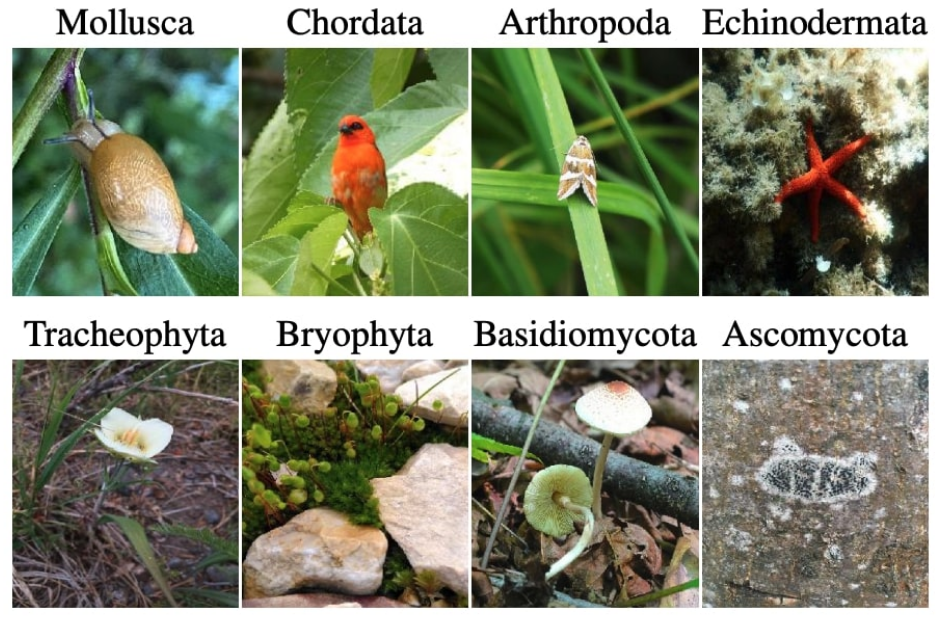 Mollusca Chordata Arthropoda Echinodermata
Tracheophyta Bryophyta Basidiomycota Ascomycota